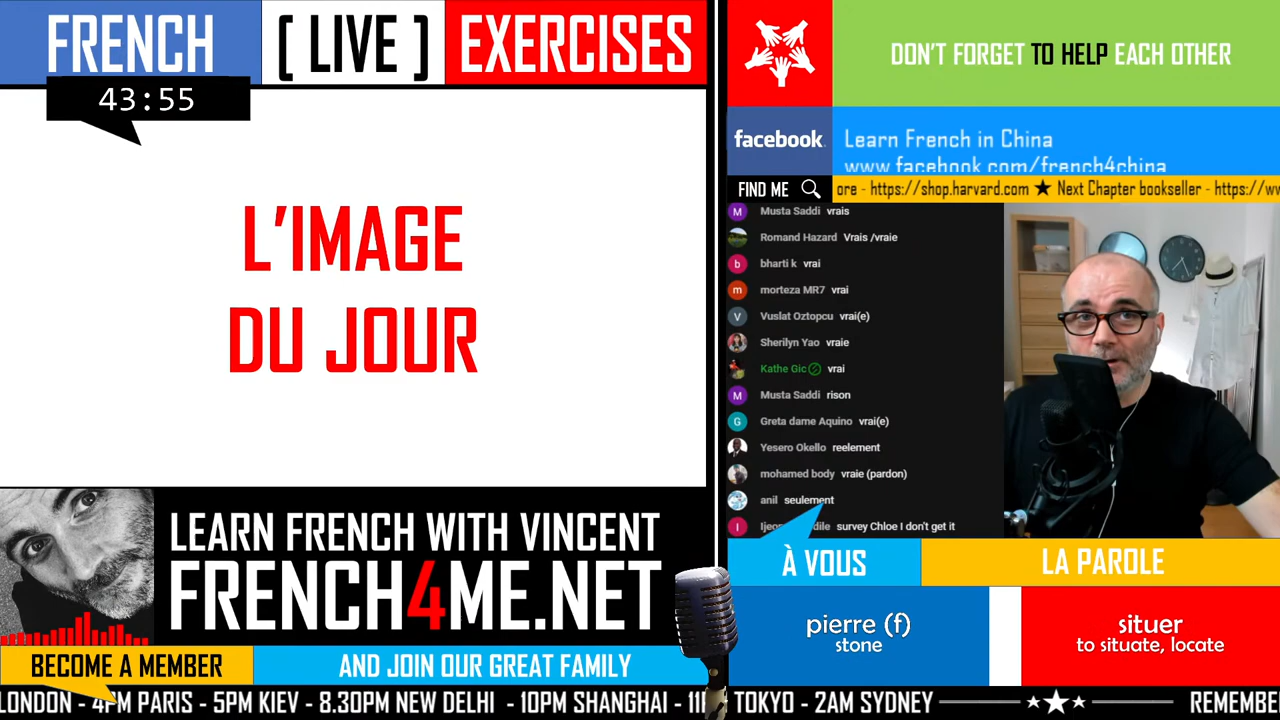 FRENCH [ LIVE ] EXERCISES
43:55
L'IMAGE
DU JOUR
LEARN FRENCH WITH VINCENT
FRENCH4ME.NET
BECOME A MEMBER AND JOIN OUR GREAT FAMILY
DON'T FORGET TO HELP EACH OTHER
facebook.
Learn French in China
www.facebook.com/french4china
FIND ME
ore - https://shop.harvard.com ★ Next Chapter bookseller - https://ww
M Musta Saddi vrais
Romand Hazard Vrais /vraie
b bharti k vrai
m morteza MR7 vrai
V Vuslat Oztopcu vrai(e)
Sherilyn Yao vraie
Kathe Gic vrai
M Musta Saddi rison
G Greta dame Aquino vrai(e)
Yesero Okello reelement
mohamed body vraie (pardon)
anil seulement
I survey Chloe I don't get it
À VOUS LA PAROLE
pierre (f)
stone
situer
to situate, locate
LONDON - 4PM PARIS - 5PM KIEV - 8.30PM NEW DELHI - 10PM SHANGHAI - 11 TOKYO - 2AM SYDNEY ★ REMEMBE